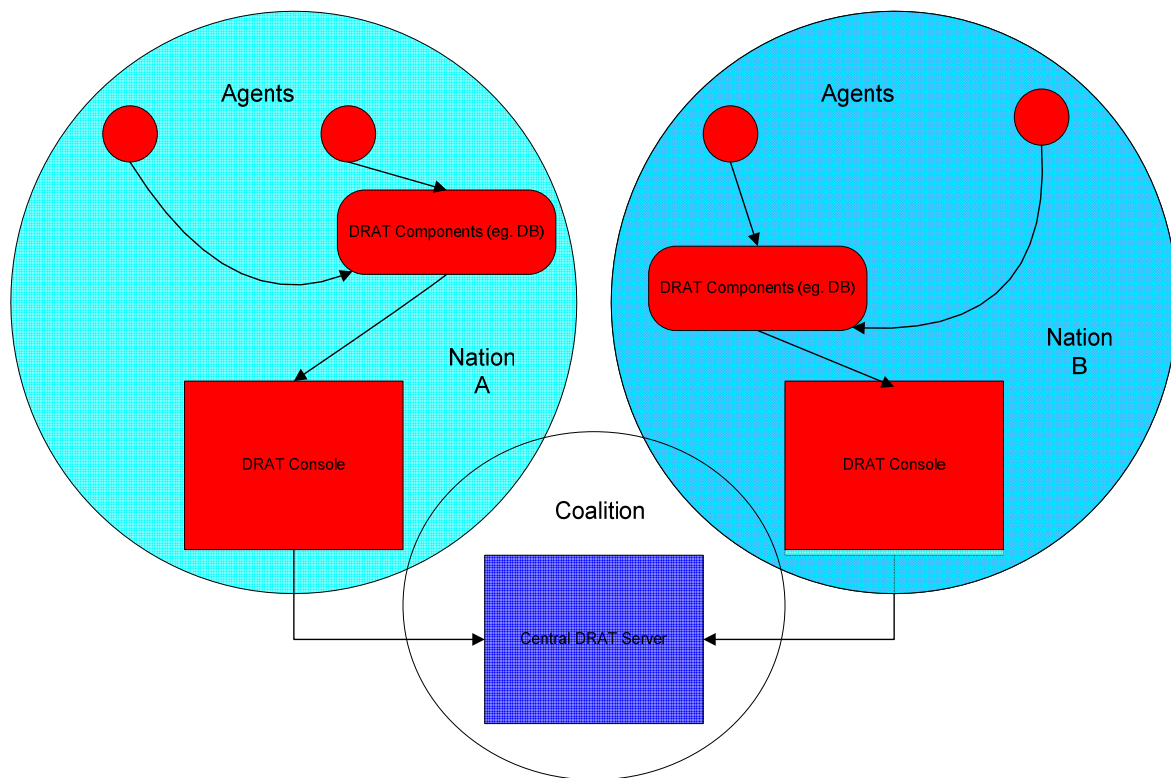 Agents
Agents
DRAT Components (eg. DB)
DRAT Components (eg. DB)
Nation
A
Nation
B
DRAT Console
DRAT Console
Coalition
Central DRAT Server